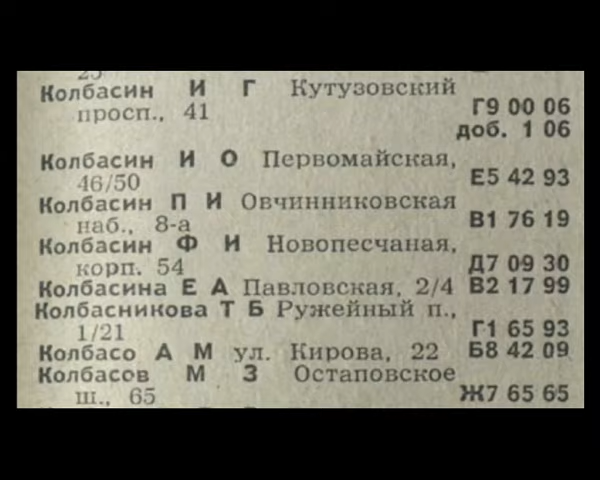 25
Колбасин И Г Кутузовский
просп., 41 Г9 00 06
доб. 1 06
Колбасин И О Первомайская,
46/50 Е5 42 93
Колбасин П И Овчинниковская
наб., 8-а В1 76 19
Колбасин Ф И Новопесчаная,
корп. 54 Д7 09 30
Колбасина Е А Павловская, 2/4 В2 17 99
Колбасникова Т Б Ружейный п.,
1/21 Г1 65 93
Колбасо А М ул. Кирова, 22 Б8 42 09
Колбасов М З Остаповское
ш., 65 Ж7 65 65